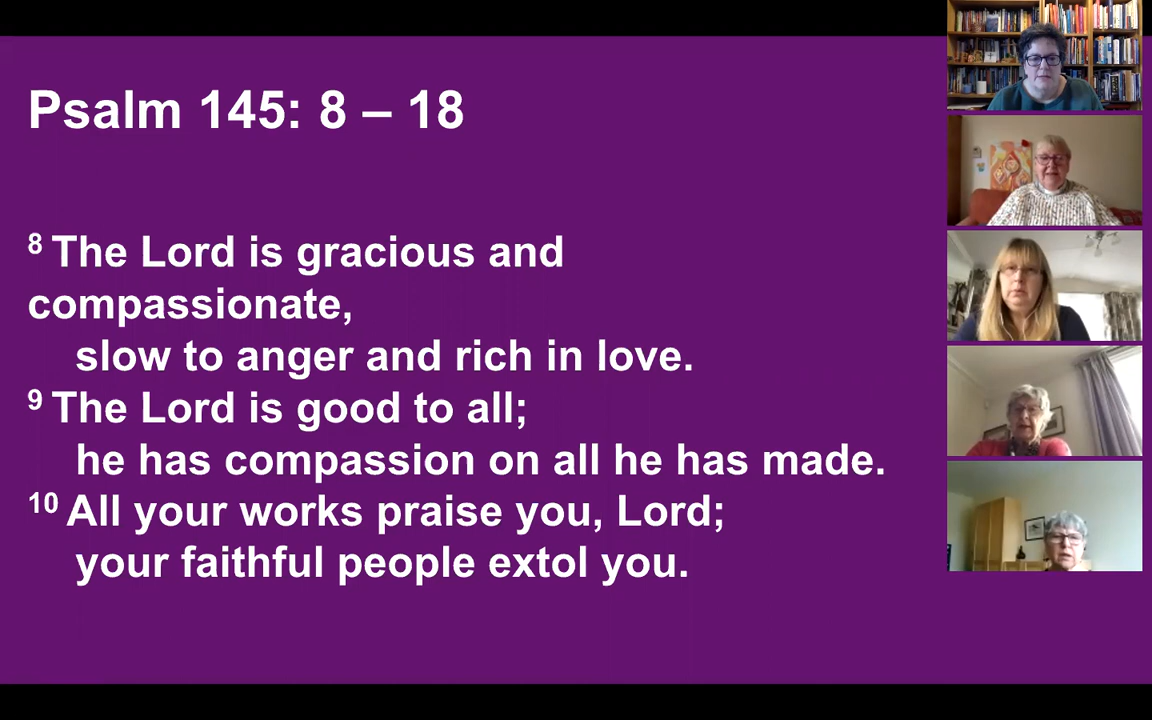 Psalm 145: 8 – 18
8 The Lord is gracious and
compassionate,
slow to anger and rich in love.
9 The Lord is good to all;
he has compassion on all he has made.
10 All your works praise you, Lord;
your faithful people extol you.